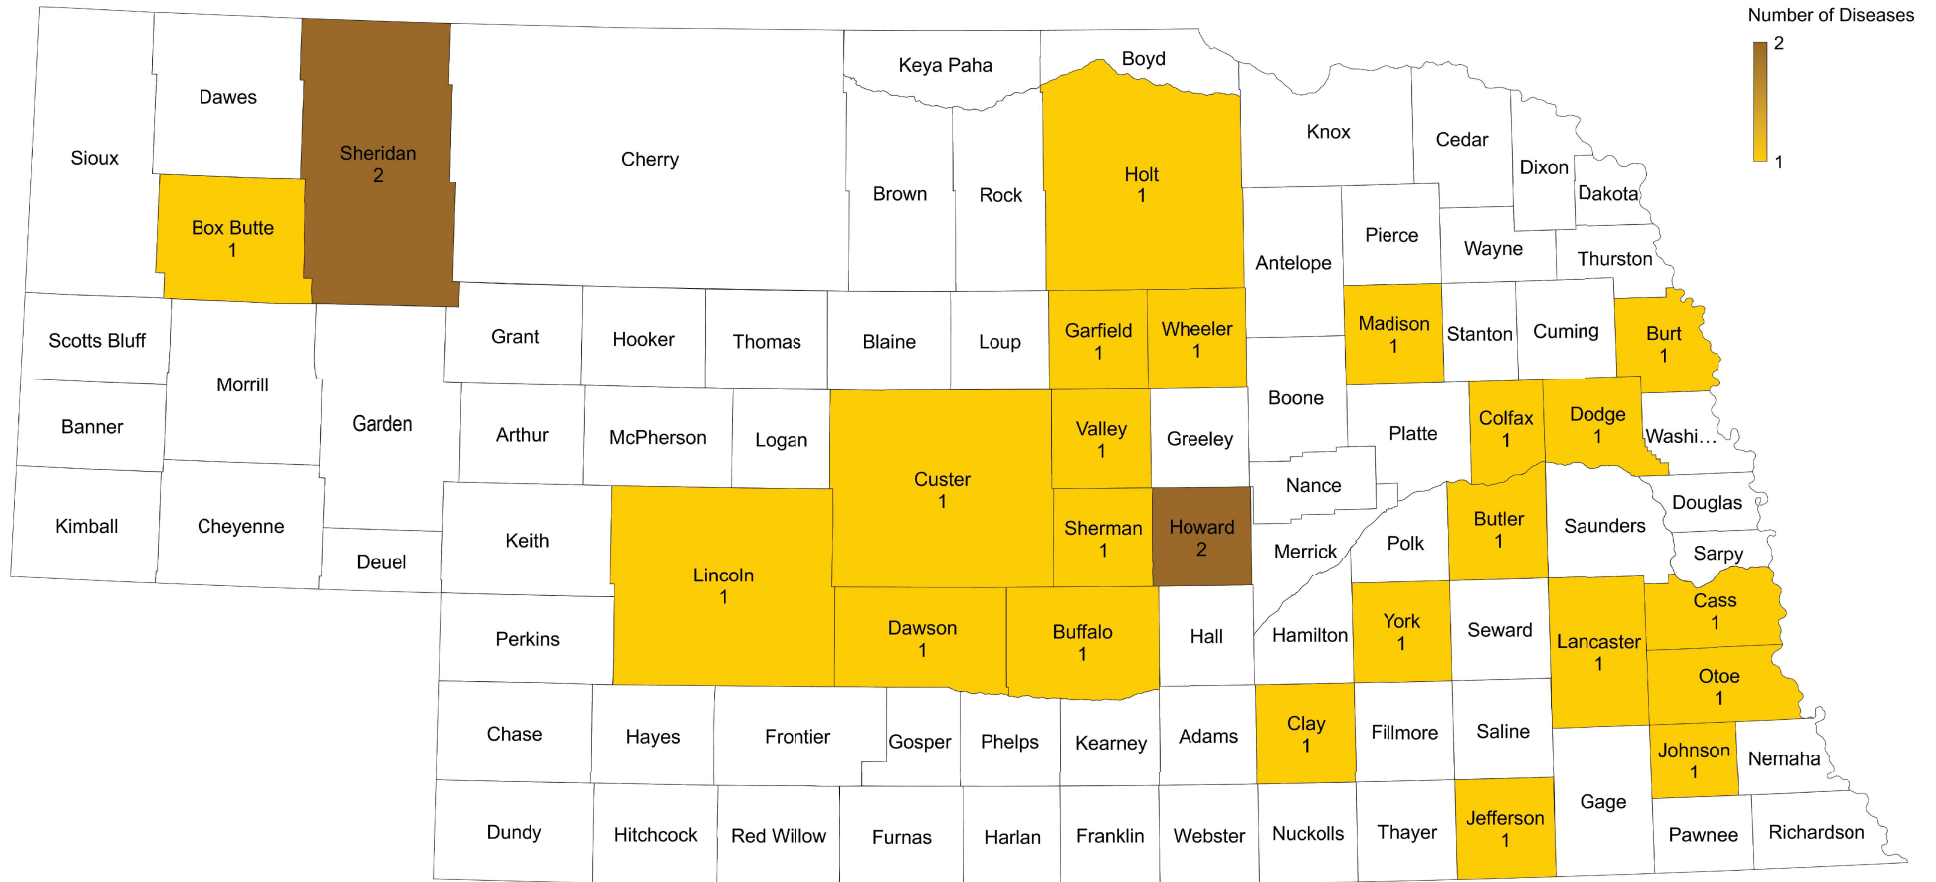 Number of Diseases
2
1
Keya Paha
Boyd
Dawes
Sioux
Sheridan
2
Cherry
Brown
Rock
Holt
1
Knox
Cedar
Dixon
Dakota
Box Butte
1
Antelope
Pierce
Wayne
Thurston
Scotts Bluff
Morrill
Grant
Hooker
Thomas
Blaine
Loup
Garfield
1
Wheeler
1
Madison
1
Stanton
Cuming
Burt
1
Banner
Garden
Arthur
McPherson
Logan
Custer
1
Valley
1
Greeley
Boone
Platte
Colfax
1
Dodge
1
Washi...
Kimball
Cheyenne
Deuel
Keith
Lincoln
1
Sherman
1
Howard
2
Nance
Merrick
Polk
Butler
1
Saunders
Douglas
Sarpy
Perkins
Dawson
1
Buffalo
1
Hall
Hamilton
York
1
Seward
Lancaster
1
Cass
1
Otoe
1
Chase
Hayes
Frontier
Gosper
Phelps
Kearney
Adams
Clay
1
Fillmore
Saline
Johnson
1
Nemaha
Dundy
Hitchcock
Red Willow
Furnas
Harlan
Franklin
Webster
Nuckolls
Thayer
Jefferson
1
Gage
Pawnee
Richardson